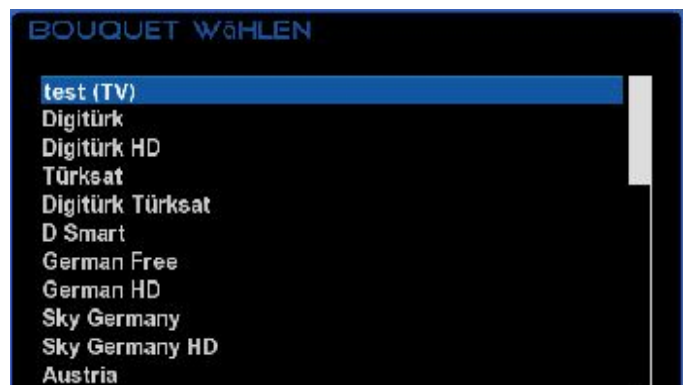 BOUQUET WäHLEN
test (TV)
Digitürk
Digitürk HD
Türksat
Digitürk Türksat
D Smart
German Free
German HD
Sky Germany
Sky Germany HD
Austria